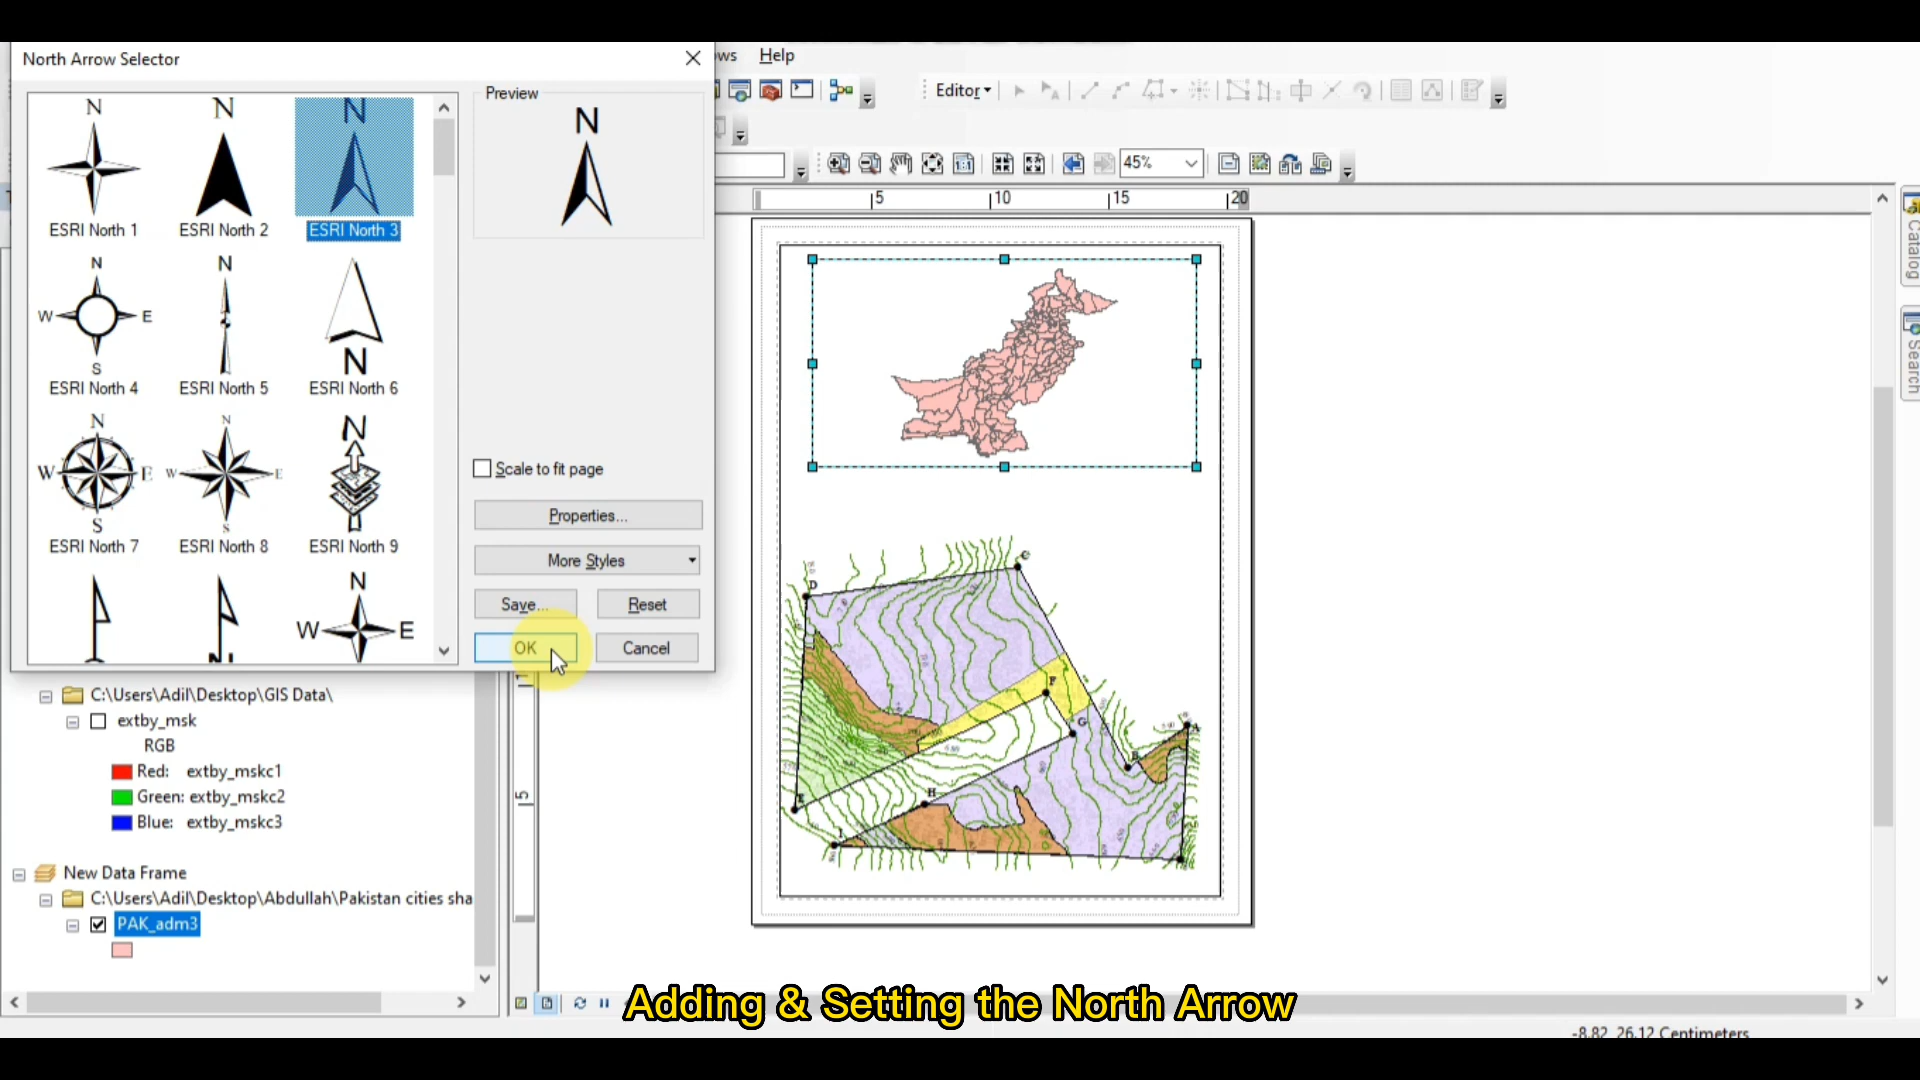 North Arrow Selector
ws Help
Preview
N
N
N
N
ESRI North 1
ESRI North 2
ESRI North 3
N
W E
S
N
N
ESRI North 4
ESRI North 5
ESRI North 6
N
W E
S
N
W E
S
N
ESRI North 7
ESRI North 8
ESRI North 9
N
W E
Scale to fit page
Properties...
More Styles
Save...
Reset
OK
Cancel
Editor
45%
5
10
15
20
Catalog
Search
C:\Users\Adil\Desktop\GIS Data\
extby_msk
RGB
Red: extby_mskc1
Green: extby_mskc2
Blue: extby_mskc3
New Data Frame
C:\Users\Adil\Desktop\Abdullah\Pakistan cities sha
PAK_adm3
5
C
D
F
G
A
B
E
H
I
Adding & Setting the North Arrow
-8.82 26.12 Centimeters